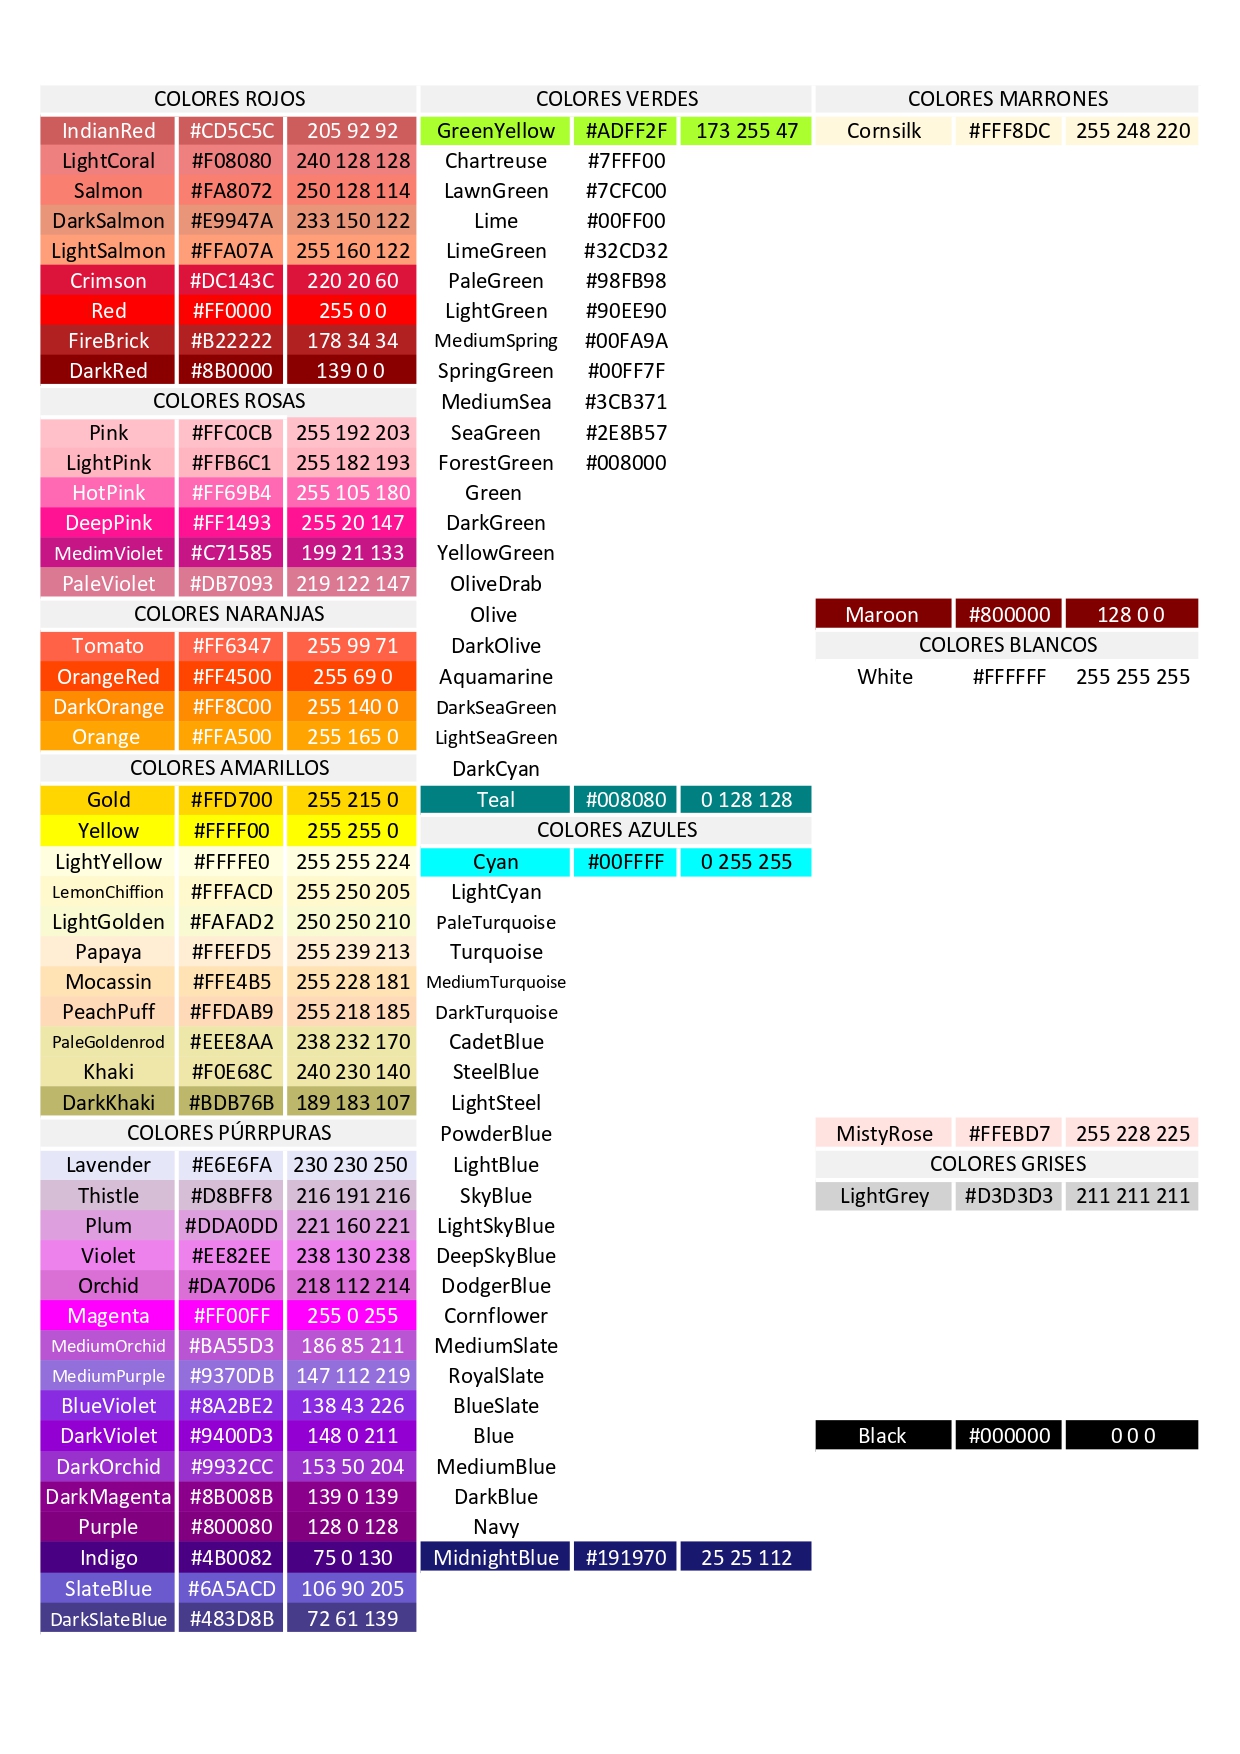 COLORES ROJOS
IndianRed #CD5C5C 205 92 92
LightCoral #F08080 240 128 128
Salmon #FA8072 250 128 114
DarkSalmon #E9947A 233 150 122
LightSalmon #FFA07A 255 160 122
Crimson #DC143C 220 20 60
Red #FF0000 255 0 0
FireBrick #B22222 178 34 34
DarkRed #8B0000 139 0 0
COLORES ROSAS
Pink #FFC0CB 255 192 203
LightPink #FFB6C1 255 182 193
HotPink #FF69B4 255 105 180
DeepPink #FF1493 255 20 147
MedimViolet #C71585 199 21 133
PaleViolet #DB7093 219 122 147
COLORES NARANJAS
Tomato #FF6347 255 99 71
OrangeRed #FF4500 255 69 0
DarkOrange #FF8C00 255 140 0
Orange #FFA500 255 165 0
COLORES AMARILLOS
Gold #FFD700 255 215 0
Yellow #FFFF00 255 255 0
LightYellow #FFFFE0 255 255 224
LemonChiffion #FFFACD 255 250 205
LightGolden #FAFAD2 250 250 210
Papaya #FFEFD5 255 239 213
Mocassin #FFE4B5 255 228 181
PeachPuff #FFDAB9 255 218 185
PaleGoldenrod #EEE8AA 238 232 170
Khaki #F0E68C 240 230 140
DarkKhaki #BDB76B 189 183 107
COLORES PÚRRPURAS
Lavender #E6E6FA 230 230 250
Thistle #D8BFF8 216 191 216
Plum #DDA0DD 221 160 221
Violet #EE82EE 238 130 238
Orchid #DA70D6 218 112 214
Magenta #FF00FF 255 0 255
MediumOrchid #BA55D3 186 85 211
MediumPurple #9370DB 147 112 219
BlueViolet #8A2BE2 138 43 226
DarkViolet #9400D3 148 0 211
DarkOrchid #9932CC 153 50 204
DarkMagenta #8B008B 139 0 139
Purple #800080 128 0 128
Indigo #4B0082 75 0 130
SlateBlue #6A5ACD 106 90 205
DarkSlateBlue #483D8B 72 61 139
COLORES VERDES
GreenYellow #ADFF2F 173 255 47
Chartreuse #7FFF00
LawnGreen #7CFC00
Lime #00FF00
LimeGreen #32CD32
PaleGreen #98FB98
LightGreen #90EE90
MediumSpring #00FA9A
SpringGreen #00FF7F
MediumSea #3CB371
SeaGreen #2E8B57
ForestGreen #008000
Green
DarkGreen
YellowGreen
OliveDrab
Olive
DarkOlive
Aquamarine
DarkSeaGreen
LightSeaGreen
DarkCyan
Teal #008080 0 128 128
COLORES AZULES
Cyan #00FFFF 0 255 255
LightCyan
PaleTurquoise
Turquoise
MediumTurquoise
DarkTurquoise
CadetBlue
SteelBlue
LightSteel
PowderBlue
LightBlue
SkyBlue
LightSkyBlue
DeepSkyBlue
DodgerBlue
Cornflower
MediumSlate
RoyalSlate
BlueSlate
Blue
MediumBlue
DarkBlue
Navy
MidnightBlue #191970 25 25 112
COLORES MARRONES
Cornsilk #FFF8DC 255 248 220
Maroon #800000 128 0 0
COLORES BLANCOS
White #FFFFFF 255 255 255
MistyRose #FFEBD7 255 228 225
COLORES GRISES
LightGrey #D3D3D3 211 211 211
Black #000000 0 0 0